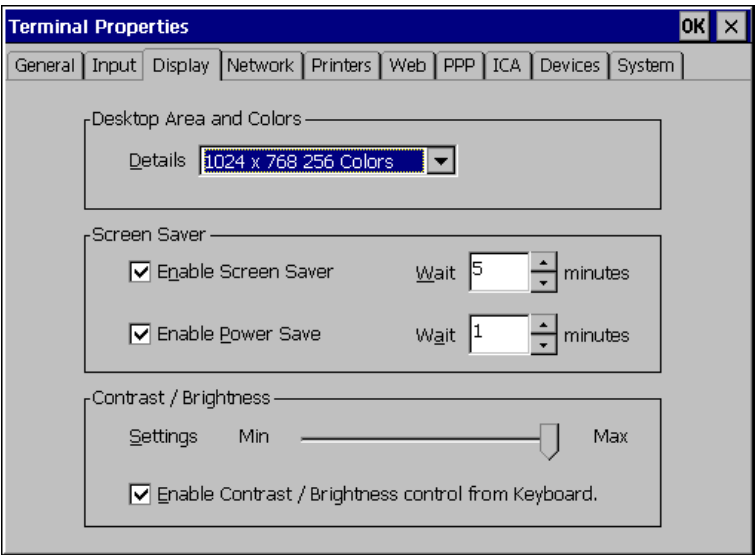 Terminal Properties OK ×
General Input Display Network Printers Web PPP ICA Devices System
Desktop Area and Colors
Details 1024 x 768 256 Colors
Screen Saver
Enable Screen Saver Wait 5 minutes
Enable Power Save Wait 1 minutes
Contrast / Brightness
Settings Min Max
Enable Contrast / Brightness control from Keyboard.